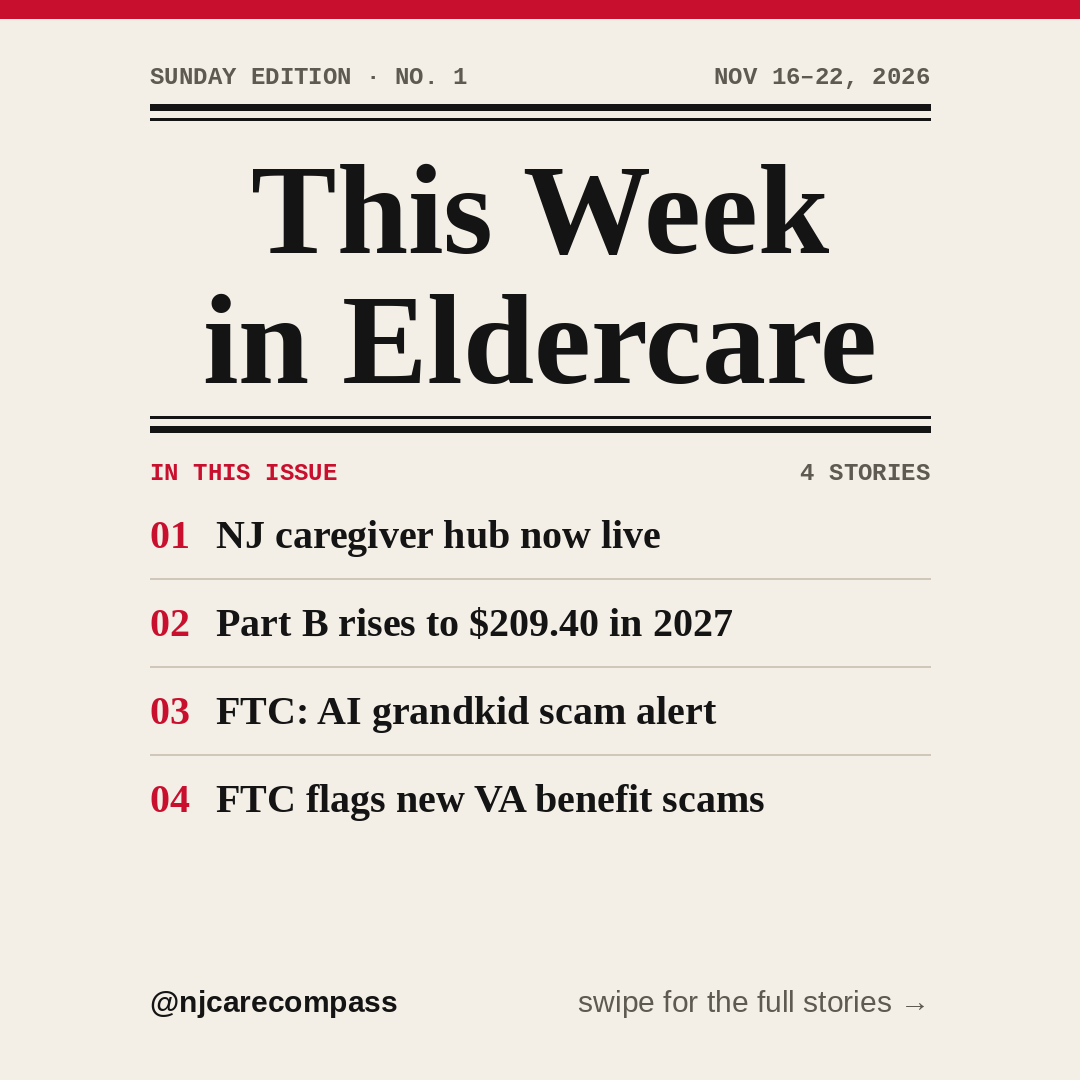 SUNDAY EDITION · NO. 1
NOV 16–22, 2026
This Week
in Eldercare
IN THIS ISSUE
4 STORIES
01 NJ caregiver hub now live
02 Part B rises to $209.40 in 2027
03 FTC: AI grandkid scam alert
04 FTC flags new VA benefit scams
@njcarecompass
swipe for the full stories →